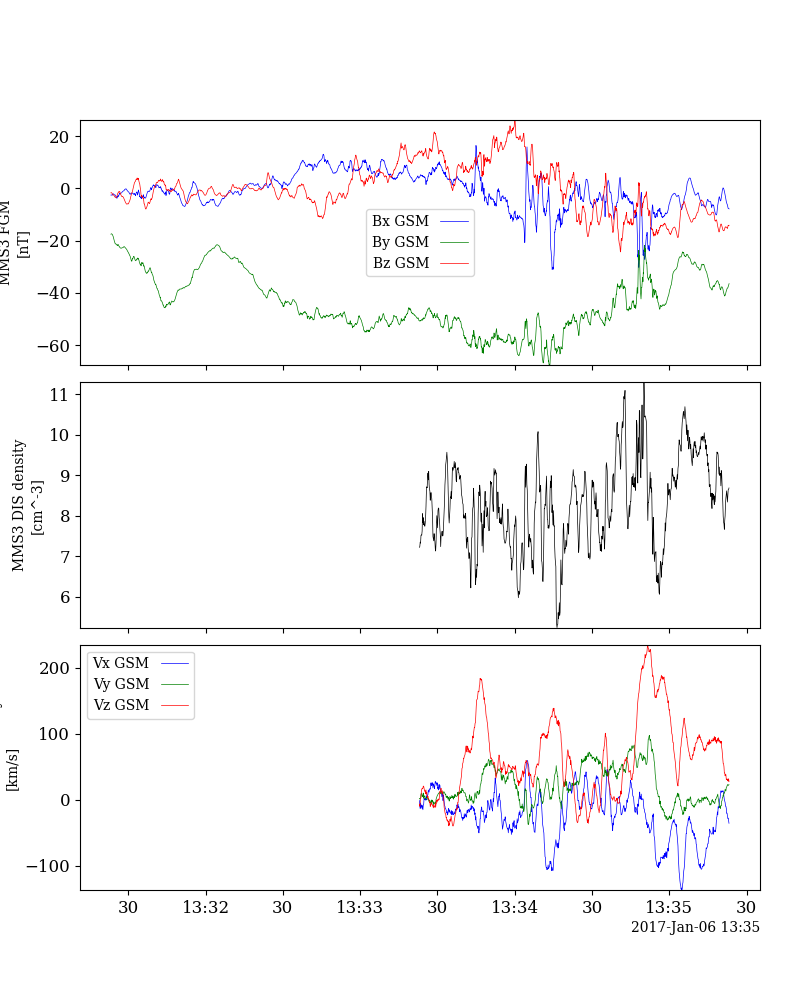 MMS3 FGM
[nT]
20
0
−20
−40
−60
Bx GSM
By GSM
Bz GSM
MMS3 DIS density
[cm^-3]
11
10
9
8
7
6
[km/s]
200
100
0
−100
Vx GSM
Vy GSM
Vz GSM
30 13:32 30 13:33 30 13:34 30 13:35 30
2017-Jan-06 13:35